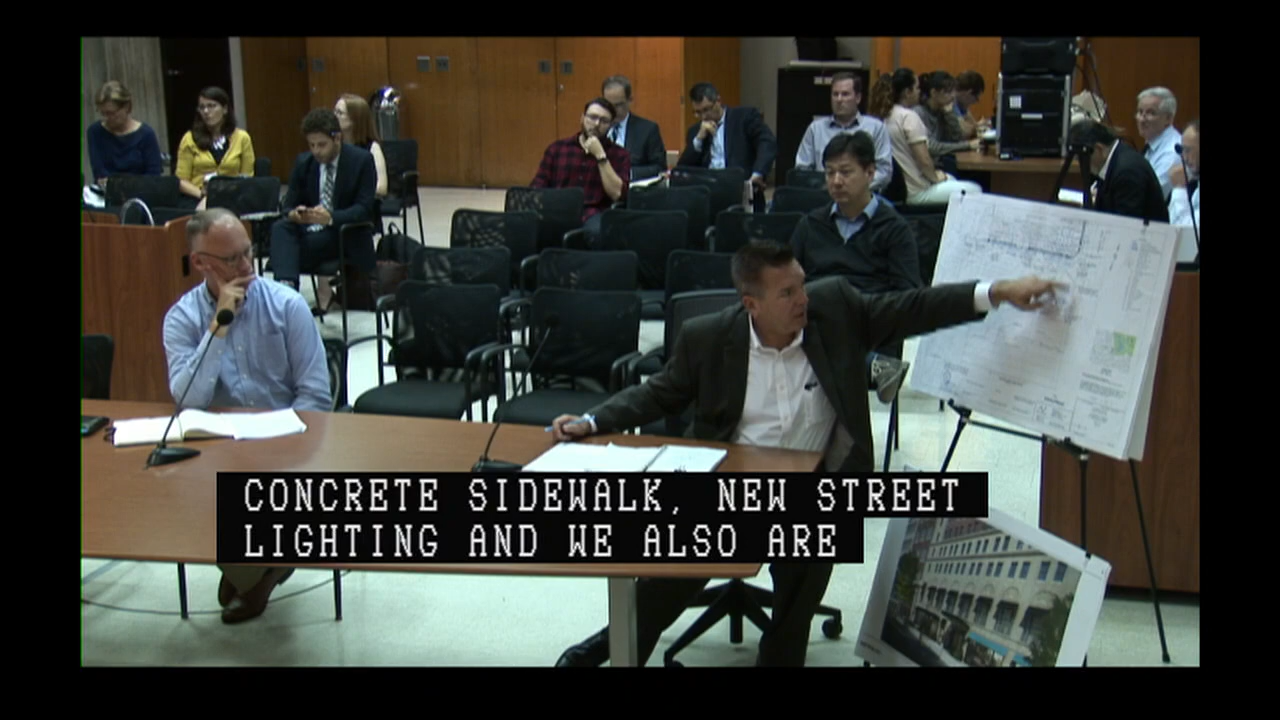 CONCRETE SIDEWALK, NEW STREET
LIGHTING AND WE ALSO ARE